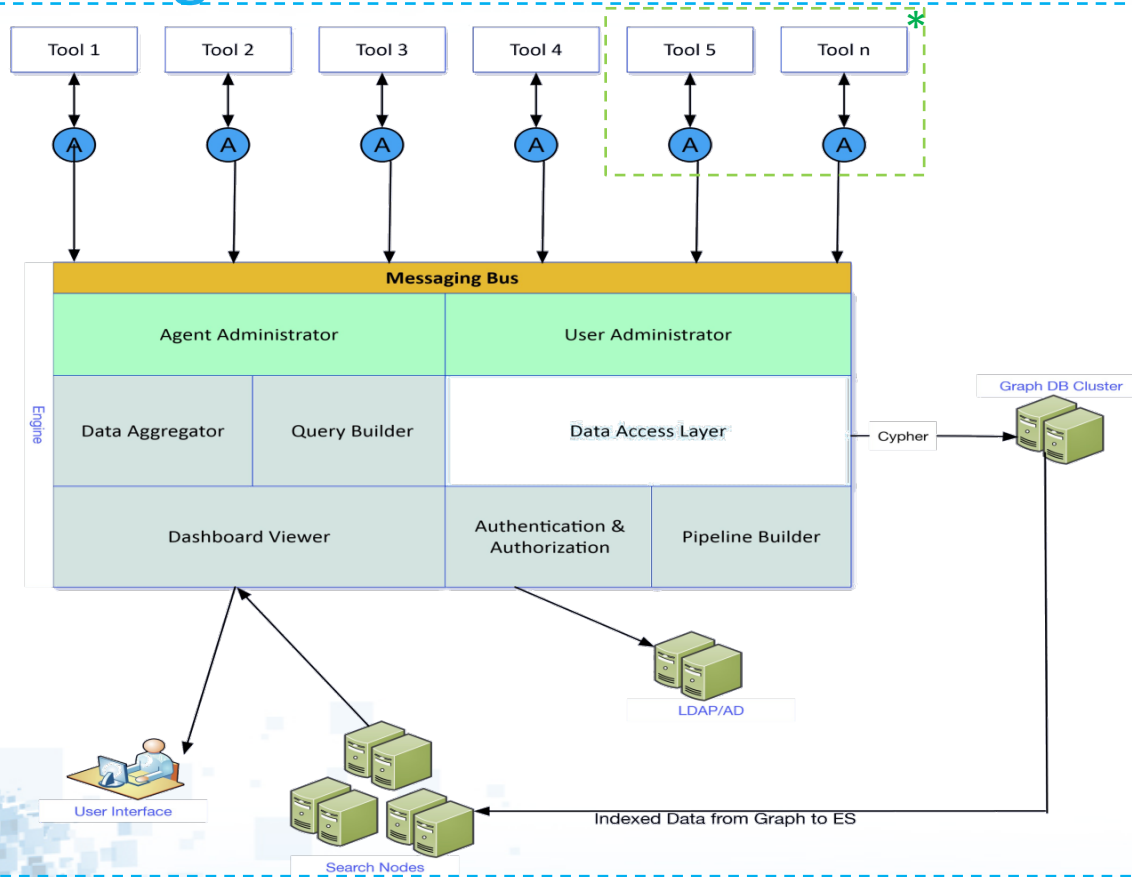 Tool 1
Tool 2
Tool 3
Tool 4
Tool 5
Tool n
*
A
A
A
A
A
A
Messaging Bus
Agent Administrator
User Administrator
Engine
Data Aggregator
Query Builder
Data Access Layer
Cypher
Graph DB Cluster
Dashboard Viewer
Authentication &
Authorization
Pipeline Builder
LDAP/AD
User Interface
Indexed Data from Graph to ES
Search Nodes